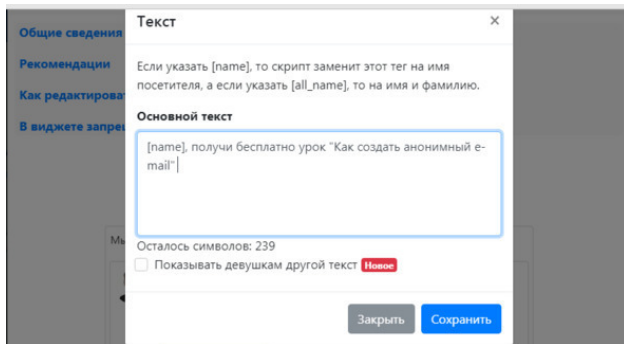 Текст
×
Общие сведения
Рекомендации
Как редактироват
В виджете запрещ
Если указать [name], то скрипт заменит этот тег на имя
посетителя, а если указать [all_name], то на имя и фамилию.
Основной текст
[name], получи бесплатно урок "Как создать анонимный e-
mail"
Мы
Осталось символов: 239
Показывать девушкам другой текст Новое
Закрыть Сохранить